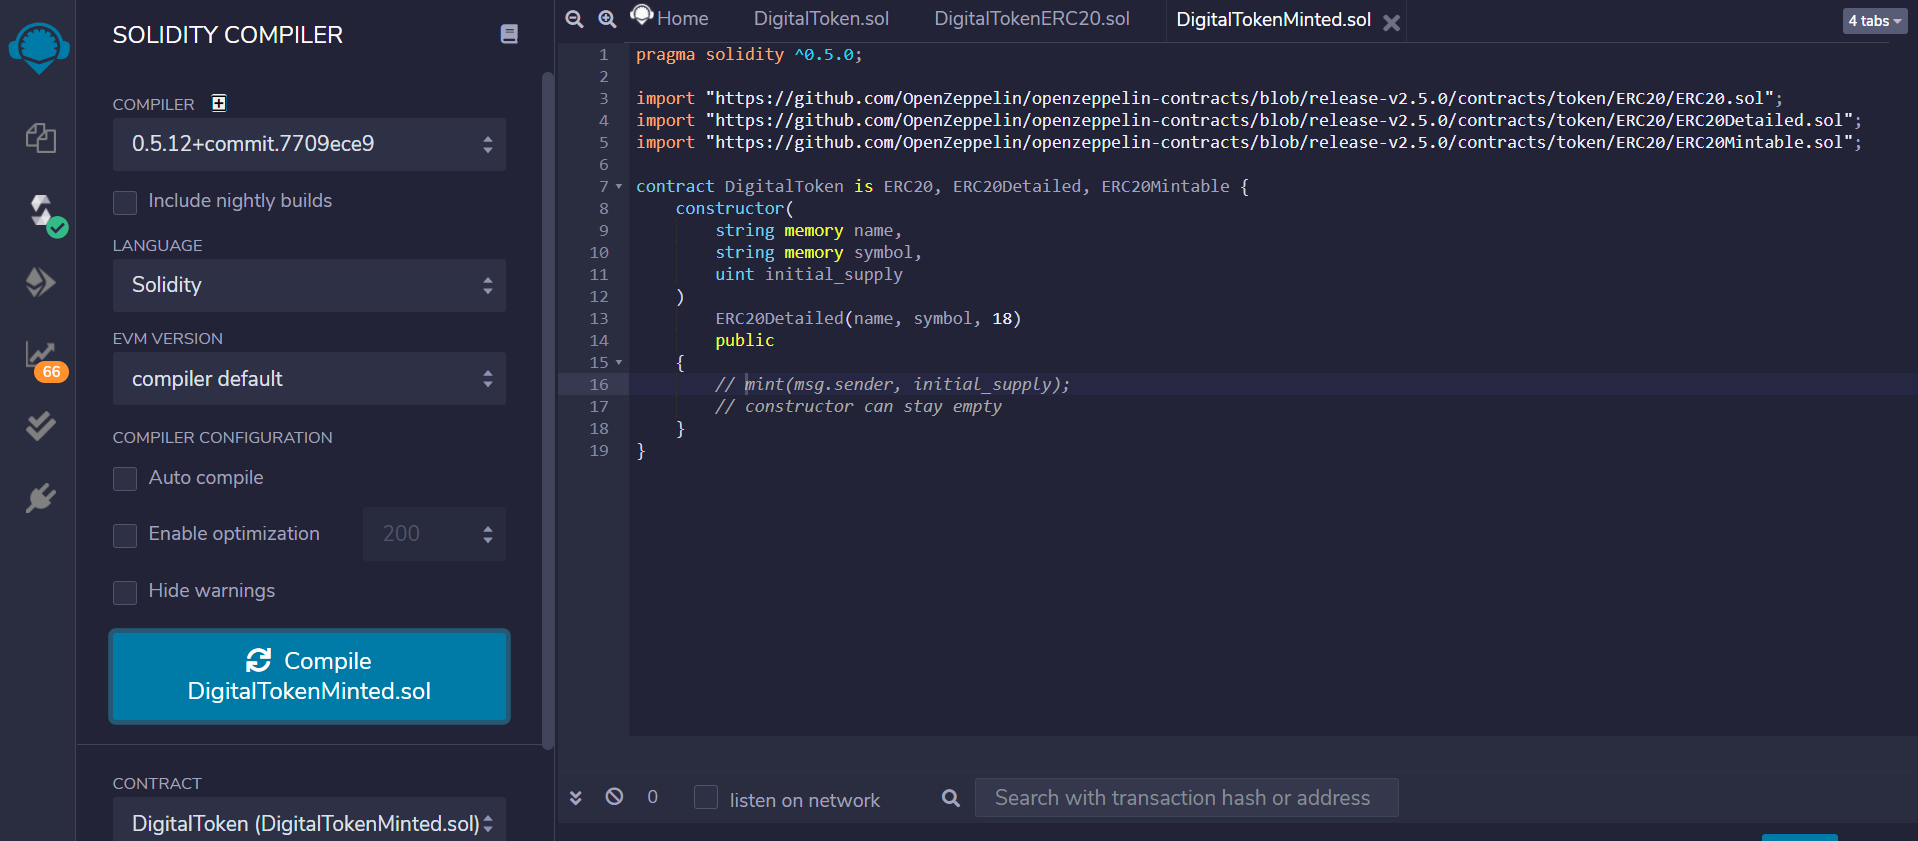 SOLIDITY COMPILER
COMPILER
0.5.12+commit.7709ece9
Include nightly builds
LANGUAGE
Solidity
EVM VERSION
compiler default
66
COMPILER CONFIGURATION
Auto compile
Enable optimization
200
Hide warnings
Compile
DigitalTokenMinted.sol
CONTRACT
DigitalToken (DigitalTokenMinted.sol)
Home DigitalToken.sol DigitalTokenERC20.sol DigitalTokenMinted.sol 4 tabs
1 pragma solidity ^0.5.0;
2
3 import "https://github.com/OpenZeppelin/openzeppelin-contracts/blob/release-v2.5.0/contracts/token/ERC20/ERC20.sol";
4 import "https://github.com/OpenZeppelin/openzeppelin-contracts/blob/release-v2.5.0/contracts/token/ERC20/ERC20Detailed.sol";
5 import "https://github.com/OpenZeppelin/openzeppelin-contracts/blob/release-v2.5.0/contracts/token/ERC20/ERC20Mintable.sol";
6
7 contract DigitalToken is ERC20, ERC20Detailed, ERC20Mintable {
8 constructor(
9 string memory name,
10 string memory symbol,
11 uint initial_supply
12 )
13 ERC20Detailed(name, symbol, 18)
14 public
15 {
16 // mint(msg.sender, initial_supply);
17 // constructor can stay empty
18 }
19 }
0 listen on network Search with transaction hash or address